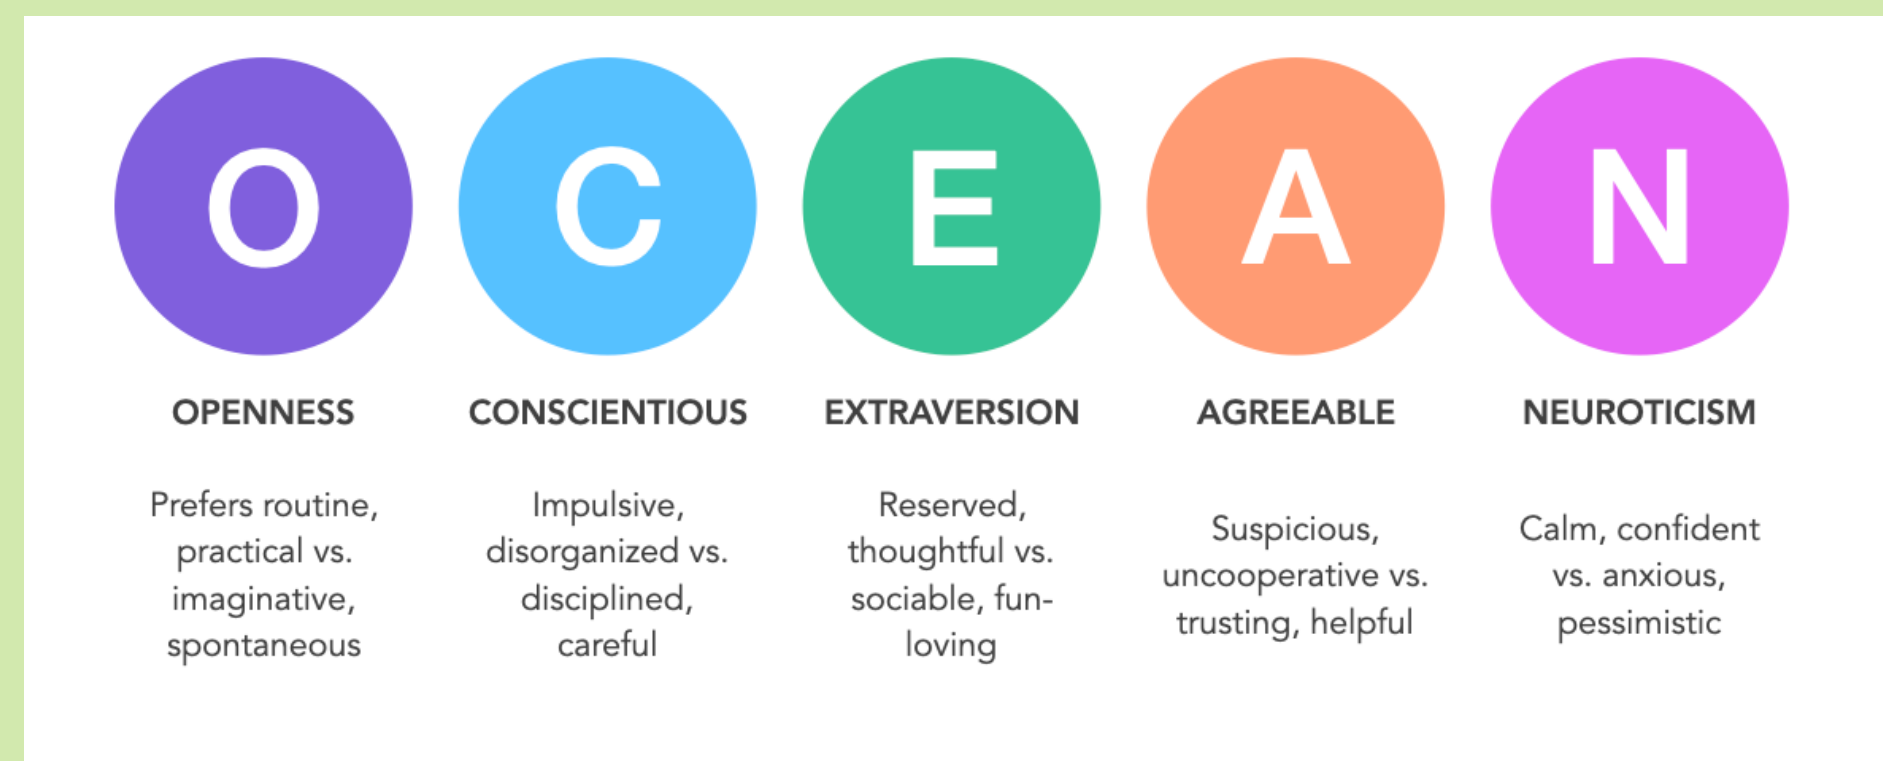 O
C
E
A
N
OPENNESS
CONSCIENTIOUS
EXTRAVERSION
AGREEABLE
NEUROTICISM
Prefers routine,
practical vs.
imaginative,
spontaneous
Impulsive,
disorganized vs.
disciplined,
careful
Reserved,
thoughtful vs.
sociable, fun-
loving
Suspicious,
uncooperative vs.
trusting, helpful
Calm, confident
vs. anxious,
pessimistic